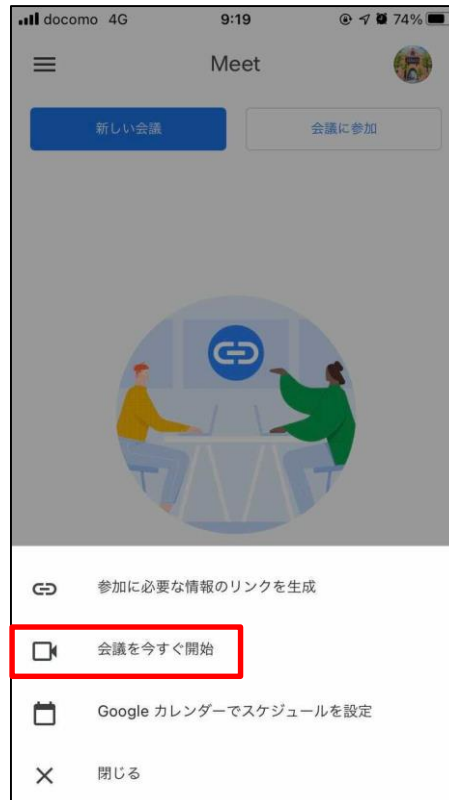 docomo 4G 9:19 74%
Meet
新しい会議 会議に参加
参加に必要な情報のリンクを生成
会議を今すぐ開始
Google カレンダーでスケジュールを設定
閉じる